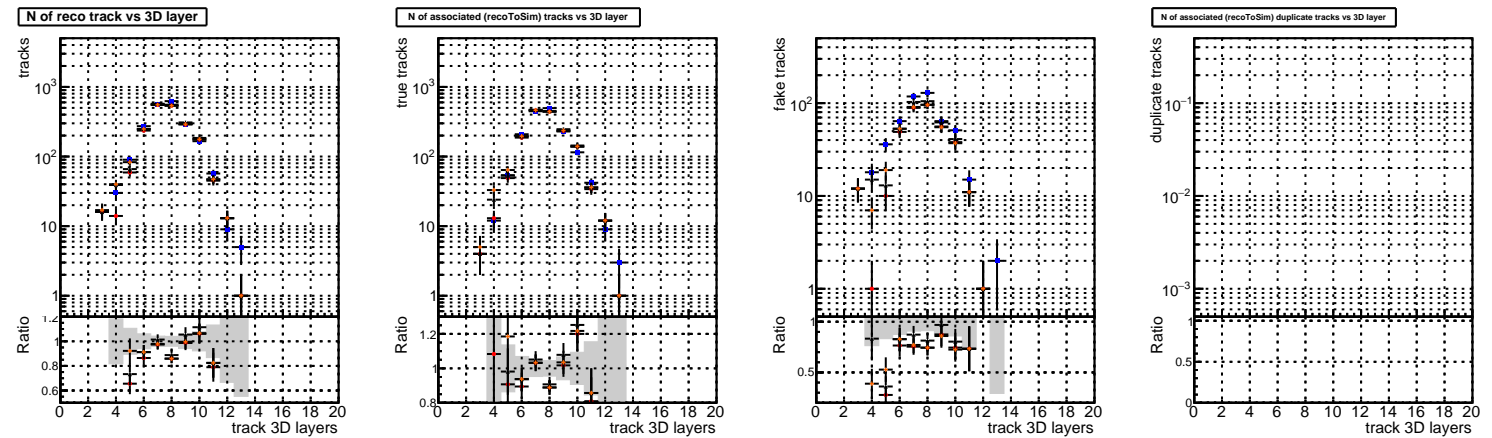 N of reco track vs 3D layer
tracks
10³
10²
10
1
Ratio
1.2
1
0.8
0.6
0 2 4 6 8 10 12 14 16 18 20
track 3D layers
N of associated (recoToSim) tracks vs 3D layer
true tracks
10³
10²
10
1
Ratio
1.2
1
0.8
0 2 4 6 8 10 12 14 16 18 20
track 3D layers
fake tracks
10²
10
1
Ratio
1
0.5
0 2 4 6 8 10 12 14 16 18 20
track 3D layers
N of associated (recoToSim) duplicate tracks vs 3D layer
duplicate tracks
10⁻¹
10⁻²
10⁻³
Ratio
1
0.5
0
0 2 4 6 8 10 12 14 16 18 20
track 3D layers